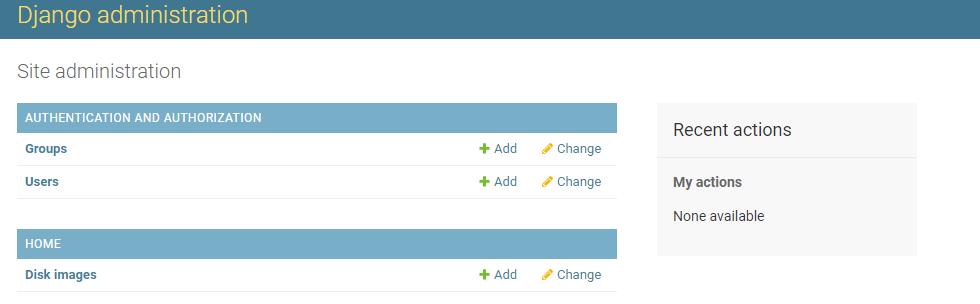 Django administration
Site administration
AUTHENTICATION AND AUTHORIZATION
Groups Add Change
Users Add Change
HOME
Disk images Add Change
Recent actions
My actions
None available